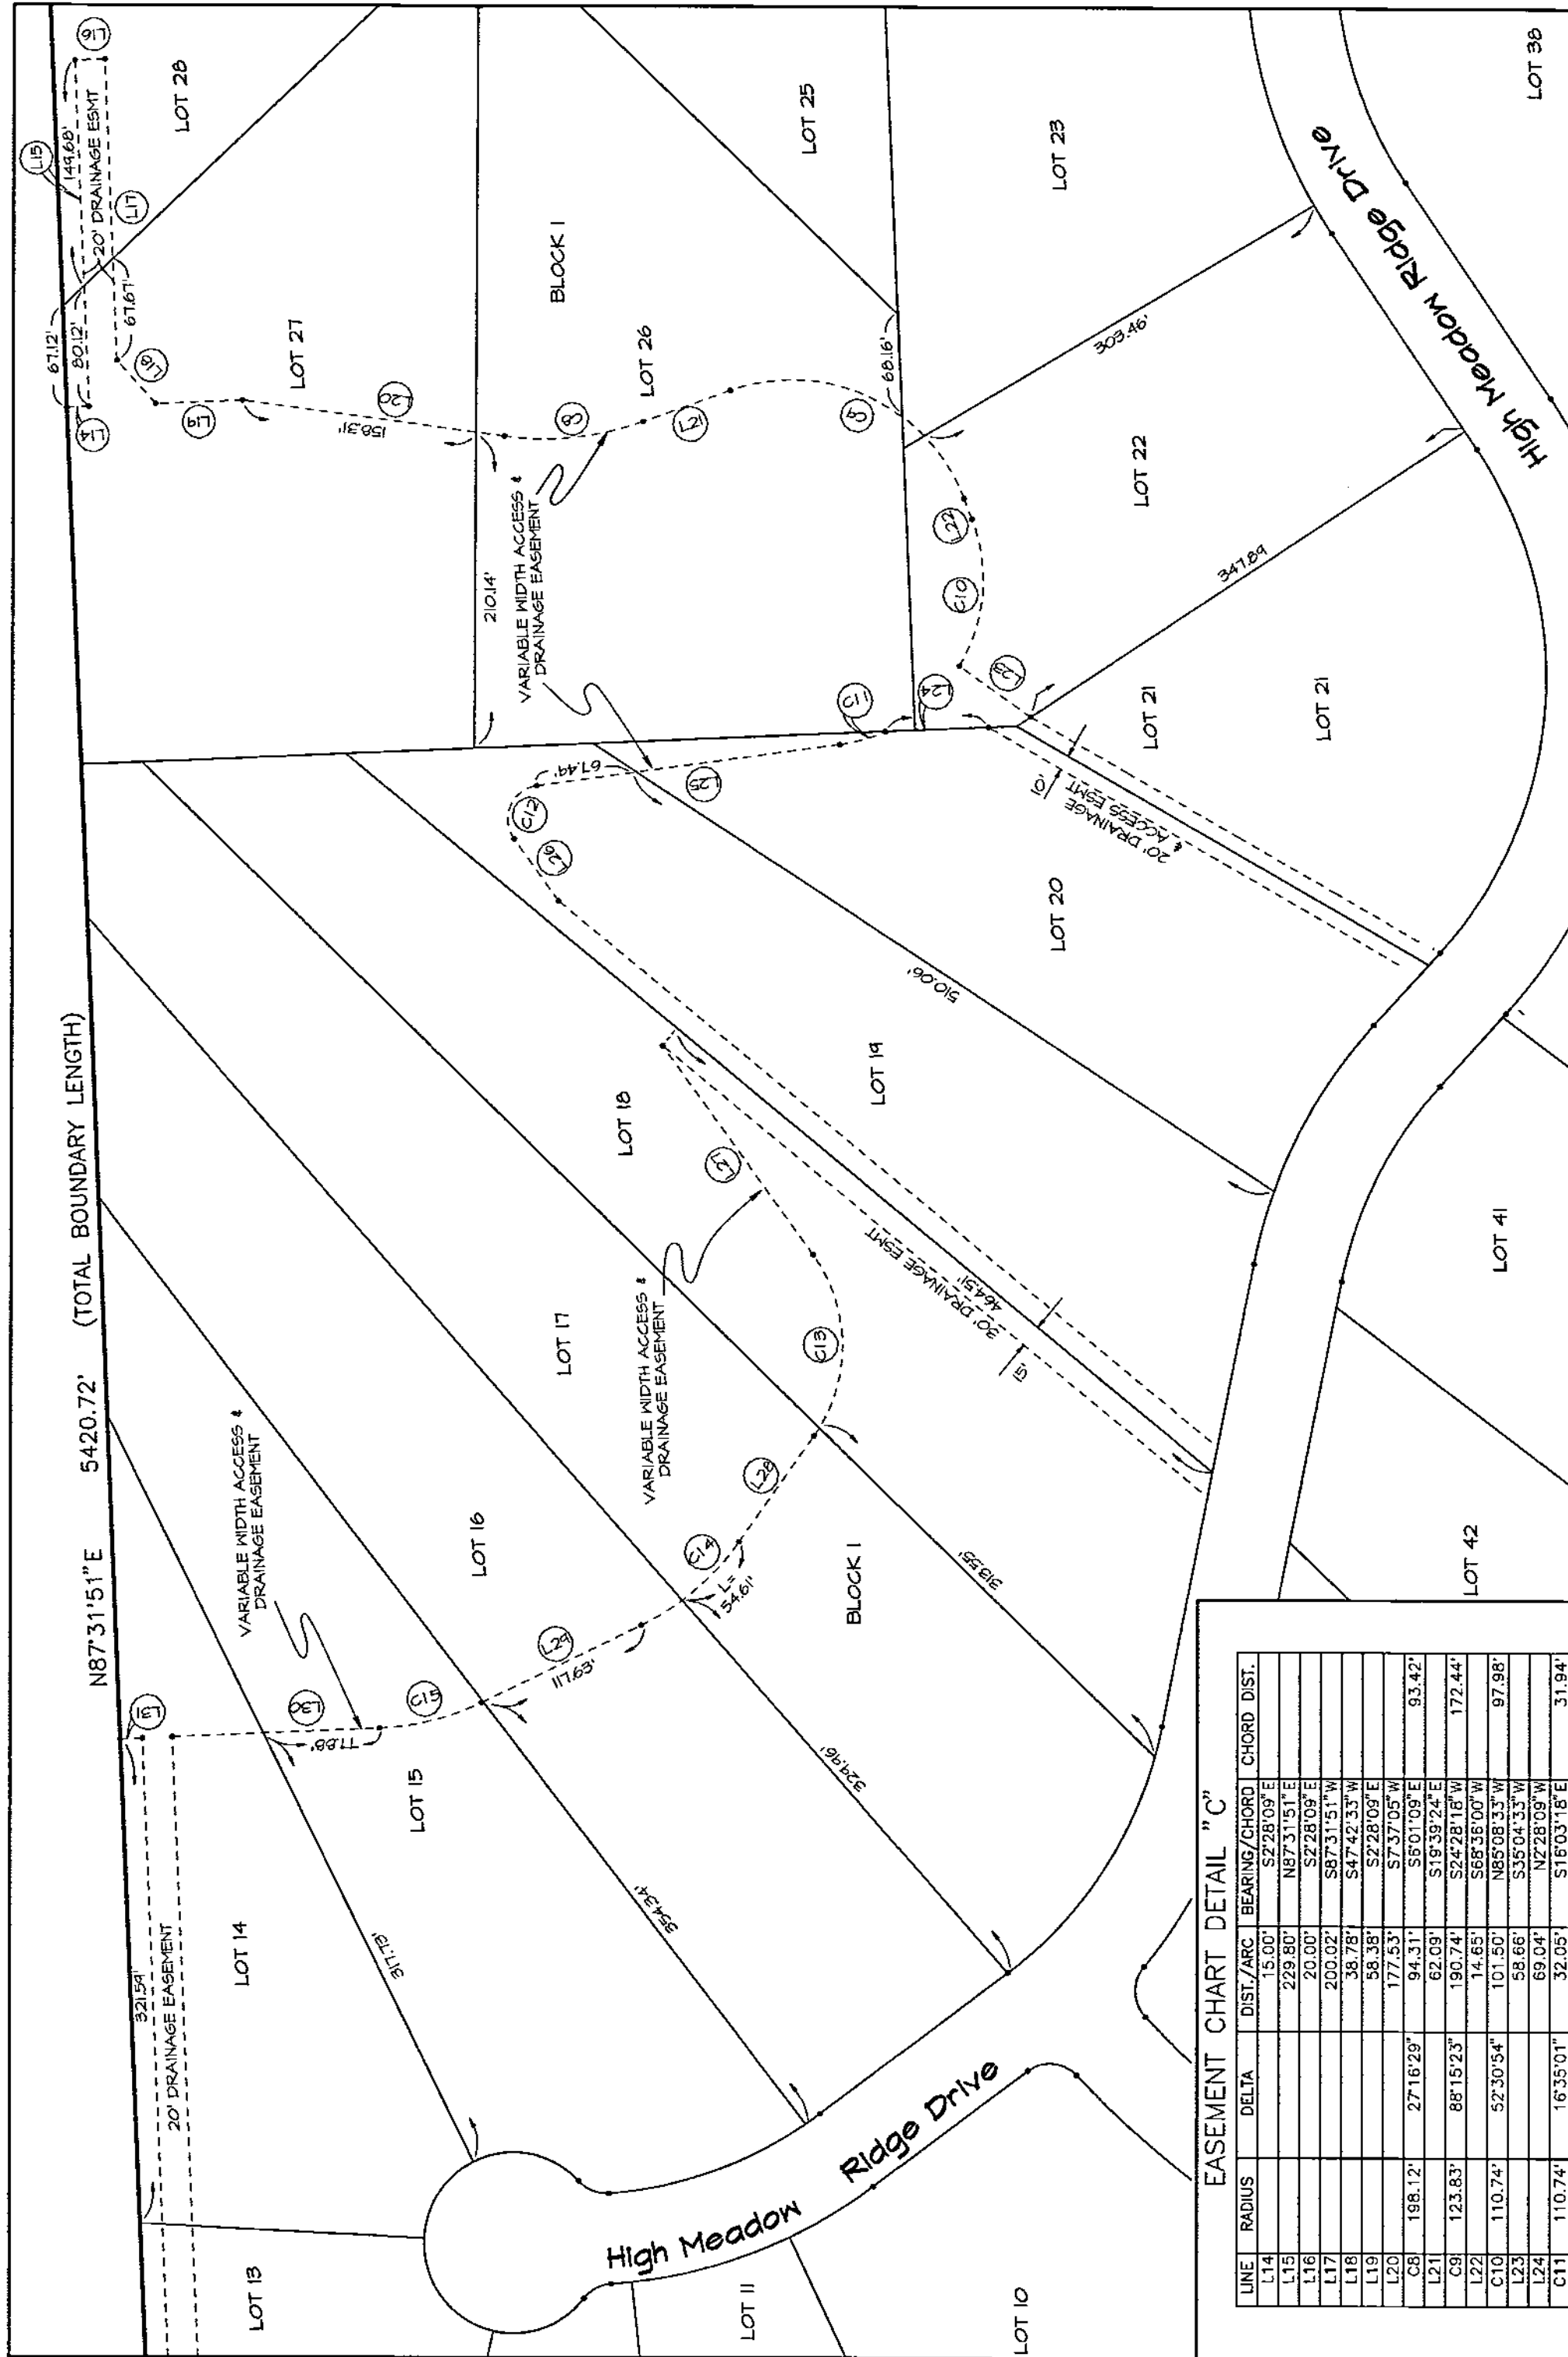 N87°31'51"E 5420.72' (TOTAL BOUNDARY LENGTH)
LOT 13
321.59'
20' DRAINAGE EASEMENT
LOT 14
L31
L30
77.88'
C15
VARIABLE WIDTH ACCESS &
DRAINAGE EASEMENT
LOT 15
317.73'
354.34'
L29
117.63'
LOT 16
C14
L=
54.61'
329.96'
L28
LOT 17
BLOCK 1
313.55'
VARIABLE WIDTH ACCESS &
DRAINAGE EASEMENT
C13
L27
LOT 18
30' DRAINAGE ESMT
464.51'
15'
LOT 19
510.06'
L26
C12
67.49'
L25
VARIABLE WIDTH ACCESS &
DRAINAGE EASEMENT
C11
L24
LOT 20
20' DRAINAGE
& ACCESS ESMT
10'
L23
LOT 21
LOT 21
347.89
C10
L22
LOT 22
303.46'
LOT 23
68.16'
C9
LOT 25
LOT 26
L21
C8
BLOCK 1
210.14'
158.31'
L20
LOT 27
L19
L18
L14
67.12'
80.12'
67.67'
L15
149.68'
20' DRAINAGE ESMT
L17
L16
LOT 28
LOT 38
High Meadow Ridge Drive
LOT 41
LOT 42
High Meadow Ridge Drive
LOT 11
LOT 10
EASEMENT CHART DETAIL "C"
LINE RADIUS DELTA DIST./ARC BEARING/CHORD CHORD DIST.
L14 15.00' S2°28'09"E
L15 229.80' N87°31'51"E
L16 20.00' S2°28'09"E
L17 200.02' S87°31'51"W
L18 38.78' S47°42'33"W
L19 58.38' S2°28'09"E
L20 177.53' S7°37'05"W
C8 198.12' 27°16'29" 94.31' S6°01'09"E 93.42'
L21 62.09' S19°39'24"E
C9 123.83' 88°15'23" 190.74' S24°28'18"W 172.44'
L22 14.65' S68°36'00"W
C10 110.74' 52°30'54" 101.50' N85°08'33"W 97.98'
L23 58.66' S35°04'33"W
L24 69.04' N2°28'09"W
C11 110.74' 16°35'01" 32.05' S16°03'18"E 31.94'